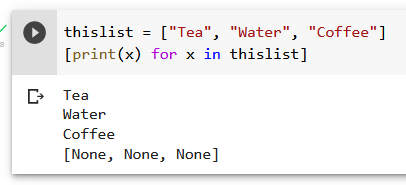 thislist = ["Tea", "Water", "Coffee"]
[print(x) for x in thislist]
Tea
Water
Coffee
[None, None, None]